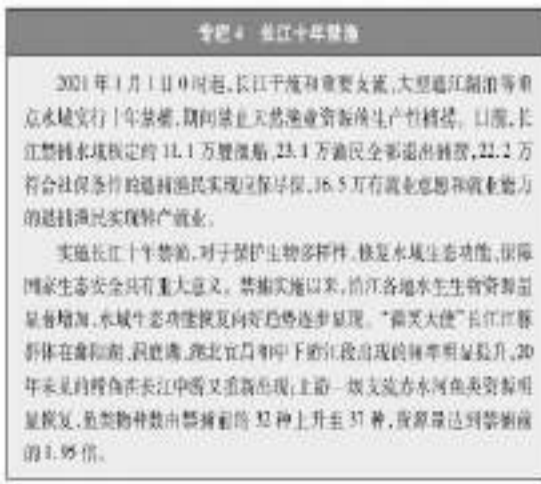 专栏4 长江十年禁渔
2021年1月1日0时起,长江干流和重要支流、大型通江湖泊等重
点水域实行十年禁渔,期间禁止天然渔业资源的生产性捕捞。目前,长
江禁捕水域核定的11.1万艘渔船、23.1万渔民全部退出捕捞,22.2万
符合社保条件的退捕渔民实现应保尽保,16.5万有就业意愿和就业能力
的退捕渔民实现转产就业。
实施长江十年禁渔,对于保护生物多样性、修复水域生态功能、保障
国家生态安全具有重大意义。禁捕实施以来,沿江各地水生生物资源量
显著增加,水域生态功能恢复向好趋势逐步显现。“微笑天使”长江江豚
群体在鄱阳湖、洞庭湖、湖北宜昌和中下游江段出现的频率明显提升,20
年未见的鳤鱼在长江中游又重新出现;上游一级支流赤水河鱼类资源明
显恢复,鱼类物种数由禁捕前的32种上升至37种,资源量达到禁捕前
的1.95倍。